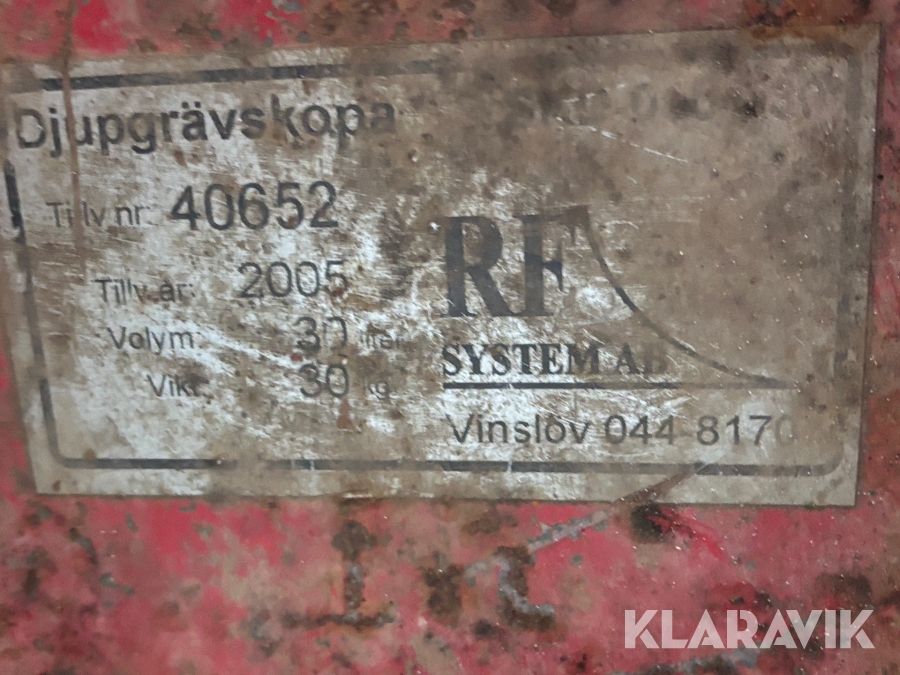 Djupgrävskopa
Tillv.nr: 40652
Tillv.år: 2005
Volym: 30 liter
Vikt: 30 kg
RF
SYSTEM AB
Vinslöv 044-8170
KLARAVIK